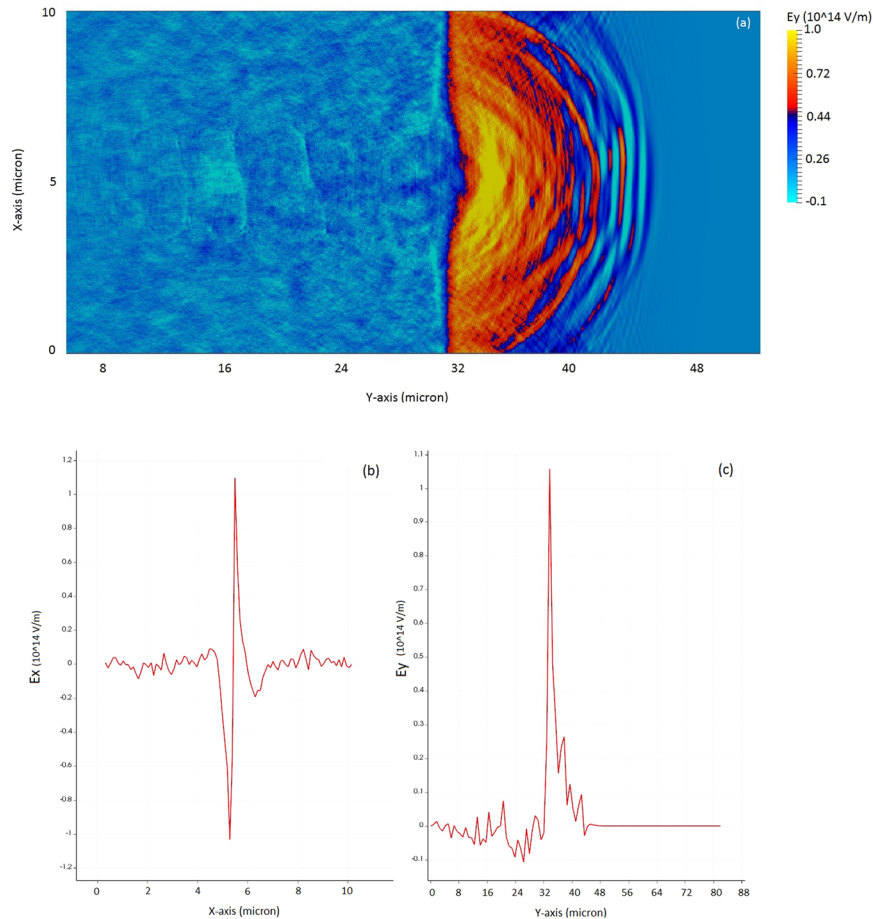 (a)
Ey (10^14 V/m)
1.0
0.72
0.44
0.26
-0.1
10
5
0
X-axis (micron)
8 16 24 32 40 48
Y-axis (micron)
(b)
1.2
1
0.8
0.6
0.4
0.2
0
-0.2
-0.4
-0.6
-0.8
-1
-1.2
Ex (10^14 V/m)
0 2 4 6 8 10
X-axis (micron)
(c)
1.1
1
0.9
0.8
0.7
0.6
0.5
0.4
0.3
0.2
0.1
0
-0.1
Ey (10^14 V/m)
0 8 16 24 32 40 48 56 64 72 80 88
Y-axis (micron)